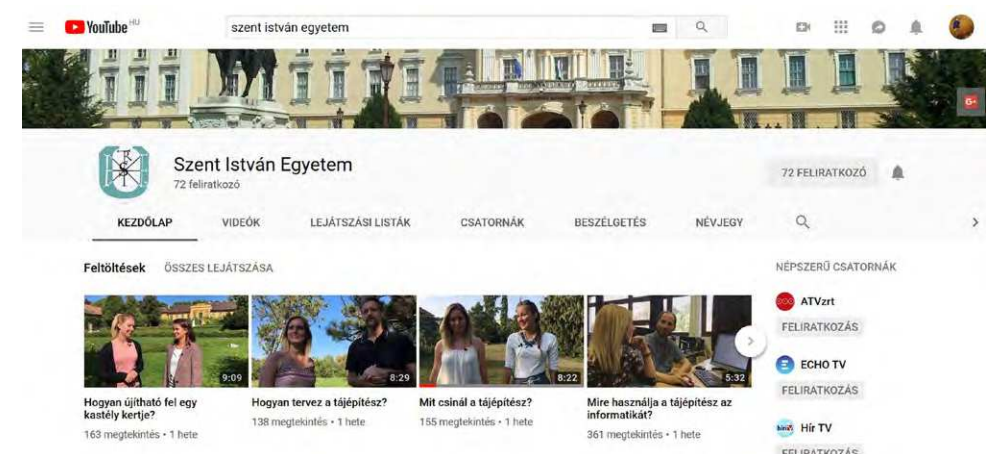 YouTube HU
szent istván egyetem
G+
Szent István Egyetem
72 feliratkozó
72 FELIRATKOZÓ
KEZDŐLAP VIDEÓK LEJÁTSZÁSI LISTÁK CSATORNÁK BESZÉLGETÉS NÉVJEGY
Feltöltések ÖSSZES LEJÁTSZÁSA
9:09
8:29
8:22
5:32
Hogyan újítható fel egy
kastély kertje?
163 megtekintés • 1 hete
Hogyan tervez a tájépítész?
138 megtekintés • 1 hete
Mit csinál a tájépítész?
155 megtekintés • 1 hete
Mire használja a tájépítész az
informatikát?
361 megtekintés • 1 hete
NÉPSZERŰ CSATORNÁK
ATVzrt
FELIRATKOZÁS
ECHO TV
FELIRATKOZÁS
Hír TV
FELIRATKOZÁS